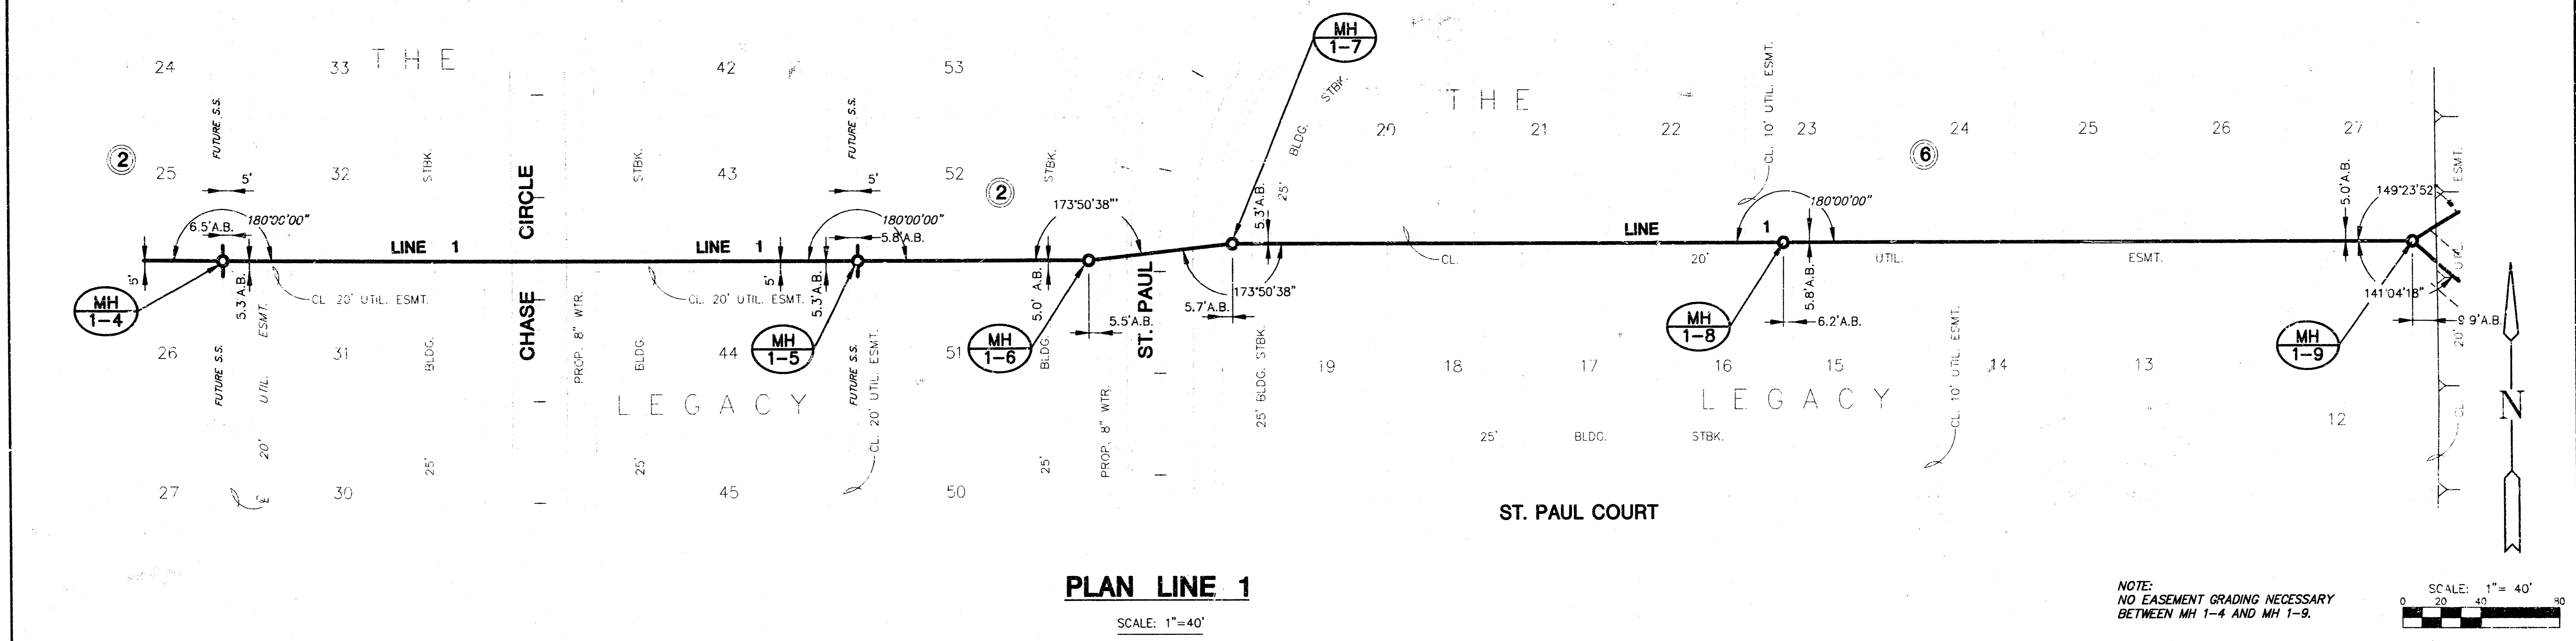 MH
1-7
24
33
THE
42
53
THE
20
21
22
23
24
25
26
27
CL. 10' UTIL. ESMT.
BLDG. STBK.
25'
FUTURE S.S.
FUTURE S.S.
2
25
32
STBK.
CHASE CIRCLE
STBK.
43
52
2
STBK.
6
ESMT.
5'
5'
6.5'A.B.
180°00'00"
LINE 1
LINE 1
180°00'00"
5.8'A.B.
173°50'38"
5.3'A.B.
LINE 1
180°00'00"
5.0'A.B.
149°23'52"
5'
5.3'A.B.
CL 20' UTIL. ESMT.
CL. 20' UTIL. ESMT.
5'
5.3'A.B.
5.0' A.B.
5.5'A.B.
ST. PAUL
5.7'A.B.
173°50'38"
CL. 20' UTIL. ESMT.
5.8'A.B.
6.2'A.B.
141°04'18"
9.9'A.B.
MH
1-4
MH
1-5
MH
1-6
MH
1-8
MH
1-9
26
FUTURE S.S.
20' UTIL. ESMT.
31
BLDG.
CHASE
PROP. 8" WTR.
BLDG.
44
FUTURE S.S.
CL. 20' UTIL. ESMT.
51
BLDG.
PROP. 8" WTR.
25' BLDG. STBK.
19
18
17
16
15
14
13
12
CL. 10' UTIL. ESMT.
CL. 20' UTIL.
LEGACY
LEGACY
25' BLDG. STBK.
27
30
25'
25'
45
50
25'
N
ST. PAUL COURT
PLAN LINE 1
SCALE: 1"=40'
NOTE:
NO EASEMENT GRADING NECESSARY
BETWEEN MH 1-4 AND MH 1-9.
SCALE: 1"= 40'
0 20 40 80